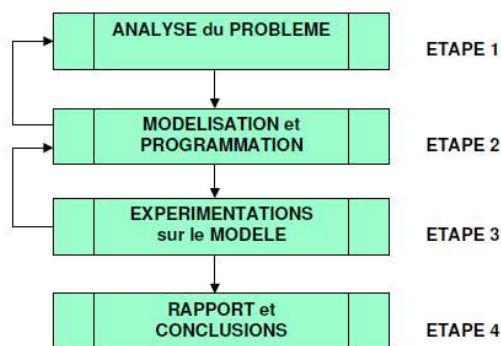 ANALYSE du PROBLEME
ETAPE 1
MODELISATION et
PROGRAMMATION
ETAPE 2
EXPERIMENTATIONS
sur le MODELE
ETAPE 3
RAPPORT et
CONCLUSIONS
ETAPE 4